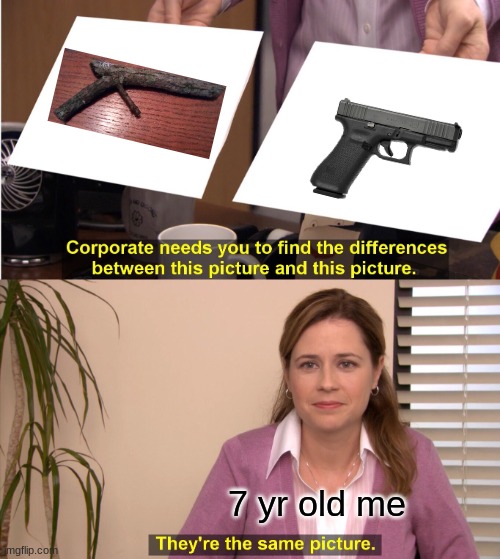 Corporate needs you to find the differences
between this picture and this picture.
7 yr old me
They're the same picture.
imgflip.com